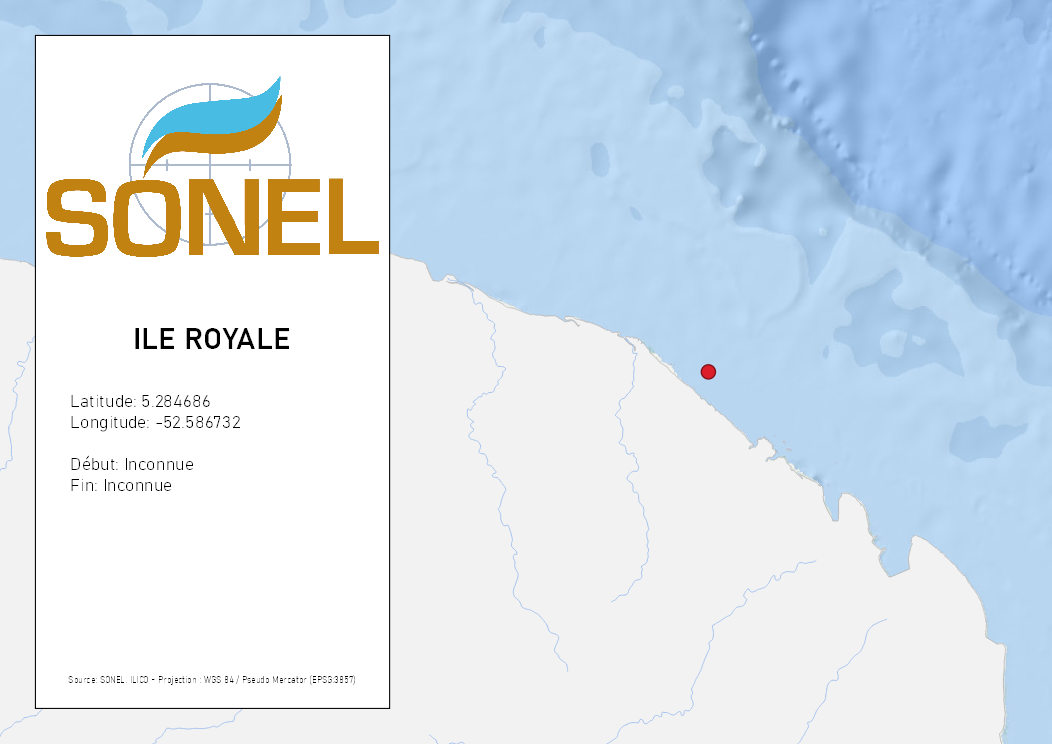 SONEL
ILE ROYALE
Latitude: 5.284686
Longitude: -52.586732
Début: Inconnue
Fin: Inconnue
Source: SONEL, ILICO - Projection : WGS 84 / Pseudo Mercator (EPSG:3857)